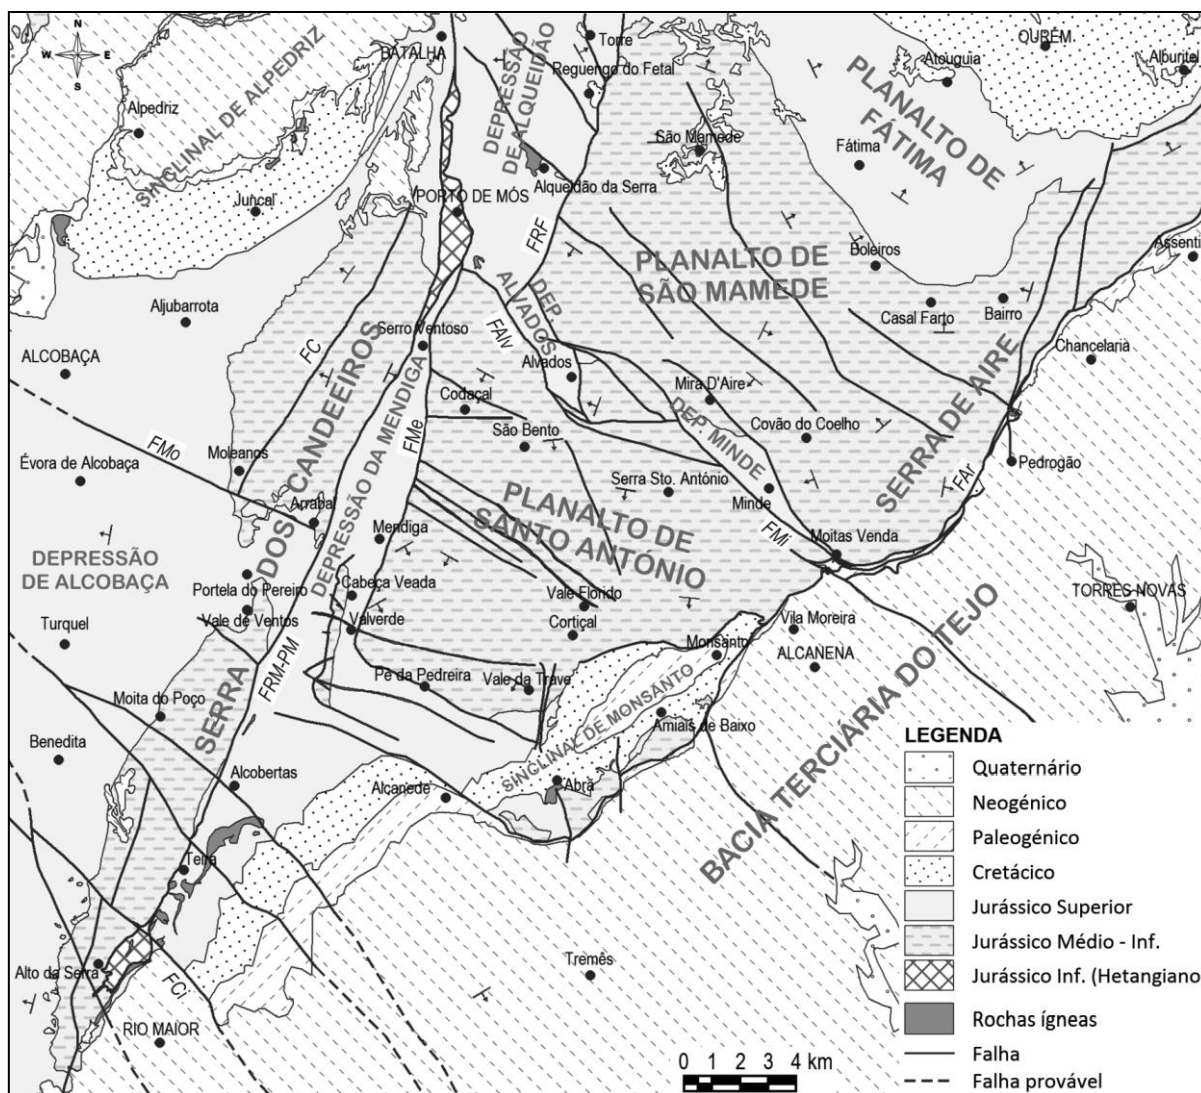 N
W
E
S
BATALHA
Torre
Reguengo do Fetal
DEPRESSÃO
DE ALQUEIDÃO
OURÉM
Atouguia
Alburitel
Alpedriz
SINCLINAL DE ALPEDRIZ
PLANALTO DE
FÁTIMA
São Mamede
Fátima
Juncal
PORTO DE MÓS
Alqueidão da Serra
FRF
PLANALTO DE
SÃO MAMEDE
Boleiros
Assenti
Aljubarrota
DEP.
ALVADOS
FAlv
Casal Farto
Bairro
Serro Ventoso
ALCOBAÇA
FC
Alvados
Chancelaria
Mira D'Aire
Codaçal
DEP. MINDE
SERRA DE AIRE
FMo
FMe
São Bento
Covão do Coelho
Moleanos
Évora de Alcobaça
Pedrogão
FAr
Serra Sto. António
Minde
PLANALTO DE
SANTO ANTÓNIO
Arrabal
SERRA DOS CANDEEIROS
DEPRESSÃO DA MENDIGA
Mendiga
FMi
Moitas Venda
DEPRESSÃO
DE ALCOBAÇA
Portela do Pereiro
Cabeça Veada
Vale Florido
TORRES NOVAS
Vale de Ventos
Valverde
Turquel
Cortiçal
Vila Moreira
Monsanto
ALCANENA
FRM-PM
Pé da Pedreira
Vale da Trave
Moita do Poço
SINCLINAL DE MONSANTO
Amiais de Baixo
BACIA TERCIÁRIA DO TEJO
Benedita
Alcobertas
Alcanede
Abrã
Teira
Alto da Serra
FCi
Tremês
RIO MAIOR
LEGENDA
Quaternário
Neogénico
Paleogénico
Cretácico
Jurássico Superior
Jurássico Médio - Inf.
Jurássico Inf. (Hetangiano
Rochas ígneas
Falha
Falha provável
0 1 2 3 4 km